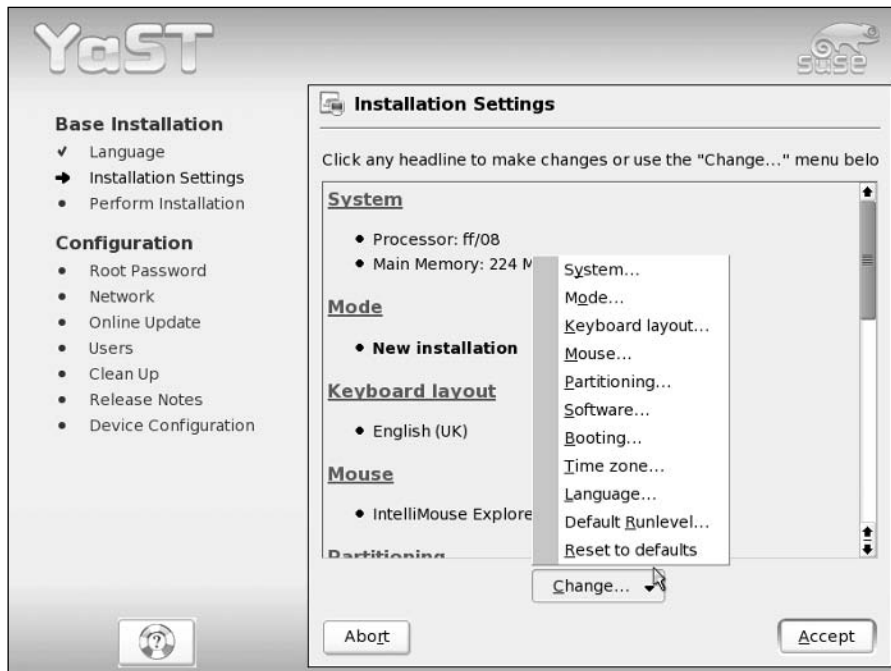 YaST
suse
Base Installation
Language
Installation Settings
Perform Installation
Configuration
Root Password
Network
Online Update
Users
Clean Up
Release Notes
Device Configuration
Installation Settings
Click any headline to make changes or use the "Change..." menu belo
System
Processor: ff/08
Main Memory: 224 M
Mode
New installation
Keyboard layout
English (UK)
Mouse
IntelliMouse Explore
Partitioning
System...
Mode...
Keyboard layout...
Mouse...
Partitioning...
Software...
Booting...
Time zone...
Language...
Default Runlevel...
Reset to defaults
Change...
?
Abort
Accept